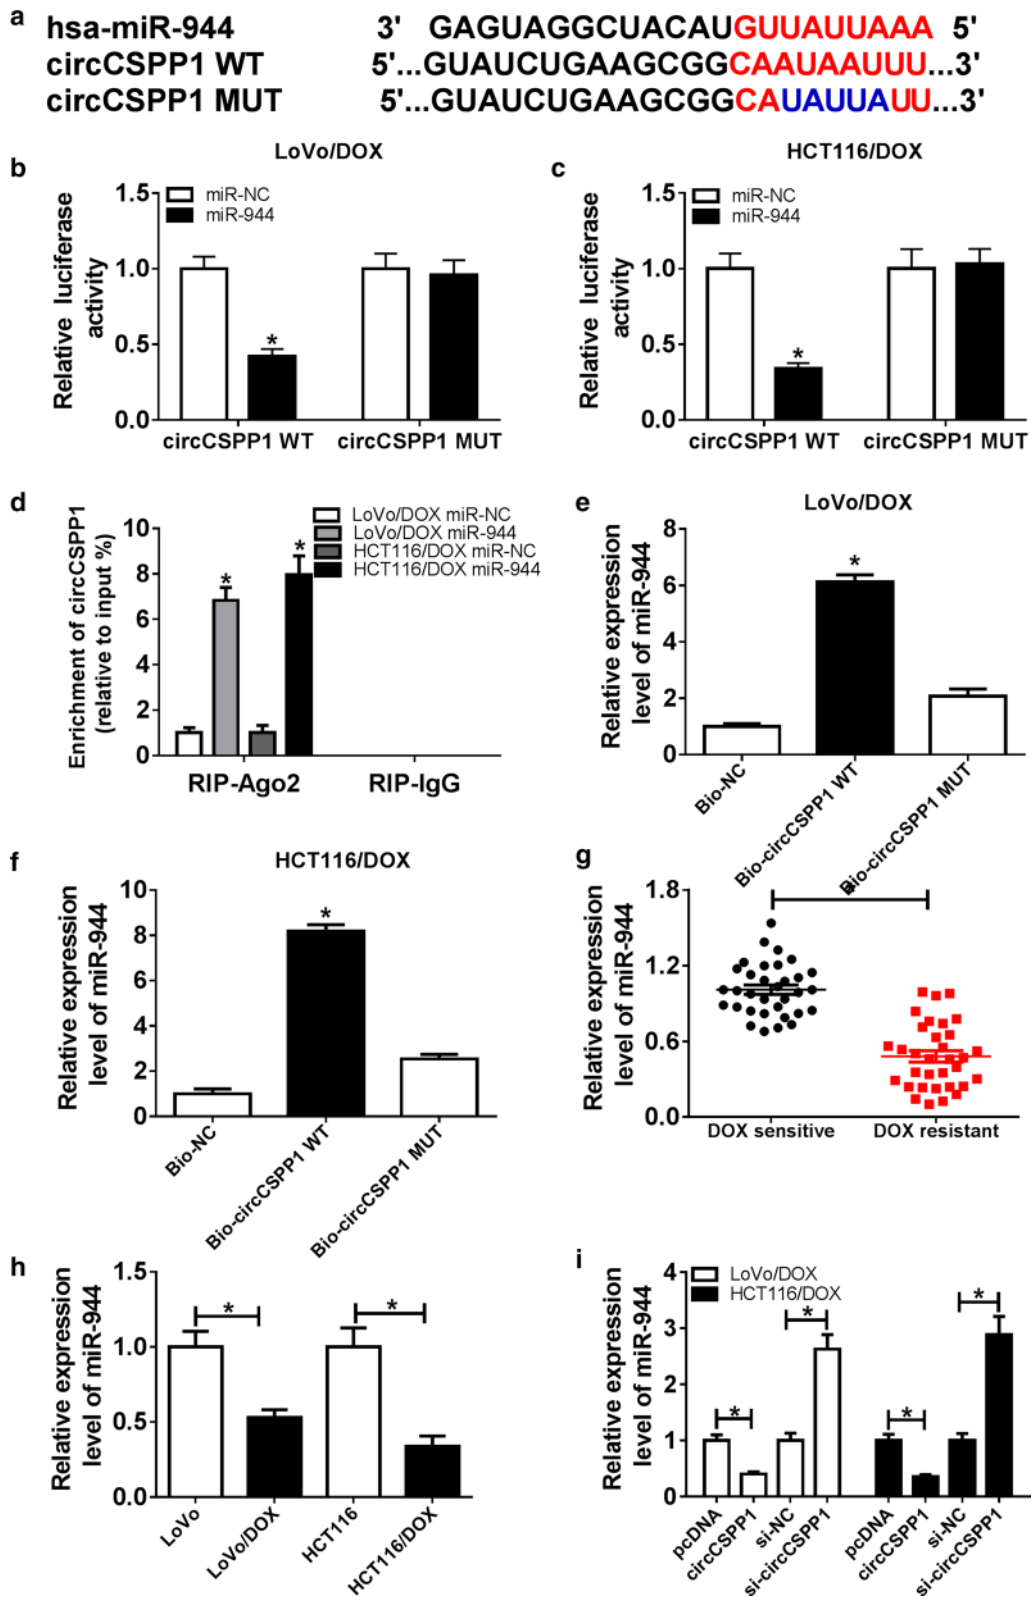 a
hsa-miR-944 3' GAGUAGGCUACAUGUUAUUAAA 5'
circCSPP1 WT 5'...GUAUCUGAAGCGGCAAUAAUUU...3'
circCSPP1 MUT 5'...GUAUCUGAAGCGGCAUAUUAUU...3'
b
LoVo/DOX
Relative luciferase activity
1.5
1.0
0.5
0.0
miR-NC
miR-944
*
circCSPP1 WT
circCSPP1 MUT
c
HCT116/DOX
Relative luciferase activity
1.5
1.0
0.5
0.0
miR-NC
miR-944
*
circCSPP1 WT
circCSPP1 MUT
d
Enrichment of circCSPP1
(relative to input %)
10
8
6
4
2
0
LoVo/DOX miR-NC
LoVo/DOX miR-944
HCT116/DOX miR-NC
HCT116/DOX miR-944
*
*
RIP-Ago2
RIP-IgG
e
LoVo/DOX
Relative expression
level of miR-944
8
6
4
2
0
*
Bio-NC
Bio-circCSPP1 WT
Bio-circCSPP1 MUT
f
HCT116/DOX
Relative expression
level of miR-944
10
8
6
4
2
0
*
Bio-NC
Bio-circCSPP1 WT
Bio-circCSPP1 MUT
g
Relative expression
level of miR-944
1.8
1.2
0.6
0.0
*
DOX sensitive
DOX resistant
h
Relative expression
level of miR-944
1.5
1.0
0.5
0.0
*
*
LoVo
LoVo/DOX
HCT116
HCT116/DOX
i
Relative expression
level of miR-944
4
3
2
1
0
LoVo/DOX
HCT116/DOX
*
*
*
*
pcDNA
circCSPP1
si-NC
si-circCSPP1
pcDNA
circCSPP1
si-NC
si-circCSPP1